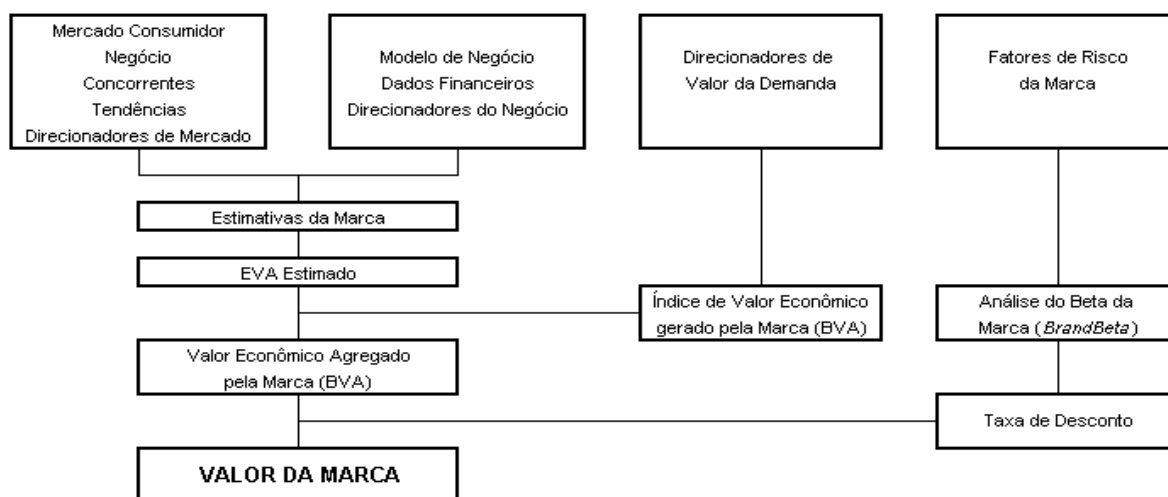 Mercado Consumidor
Negócio
Concorrentes
Tendências
Direcionadores de Mercado
Modelo de Negócio
Dados Financeiros
Direcionadores do Negócio
Direcionadores de
Valor da Demanda
Fatores de Risco
da Marca
Estimativas da Marca
EVA Estimado
Índice de Valor Econômico
gerado pela Marca (BVA)
Análise do Beta da
Marca (BrandBeta)
Valor Econômico Agregado
pela Marca (BVA)
Taxa de Desconto
VALOR DA MARCA